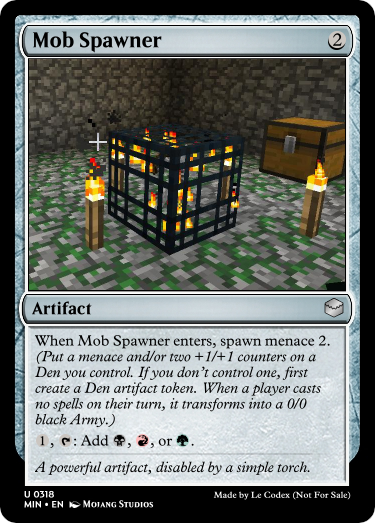 Mob Spawner 2
Artifact
When Mob Spawner enters, spawn menace 2.
(Put a menace and/or two +1/+1 counters on a
Den you control. If you don't control one, first
create a Den artifact token. When a player casts
no spells on their turn, it transforms into a 0/0
black Army.)
1, : Add , , or .
A powerful artifact, disabled by a simple torch.
U 0318
MIN • EN Mojang Studios
Made by Le Codex (Not For Sale)